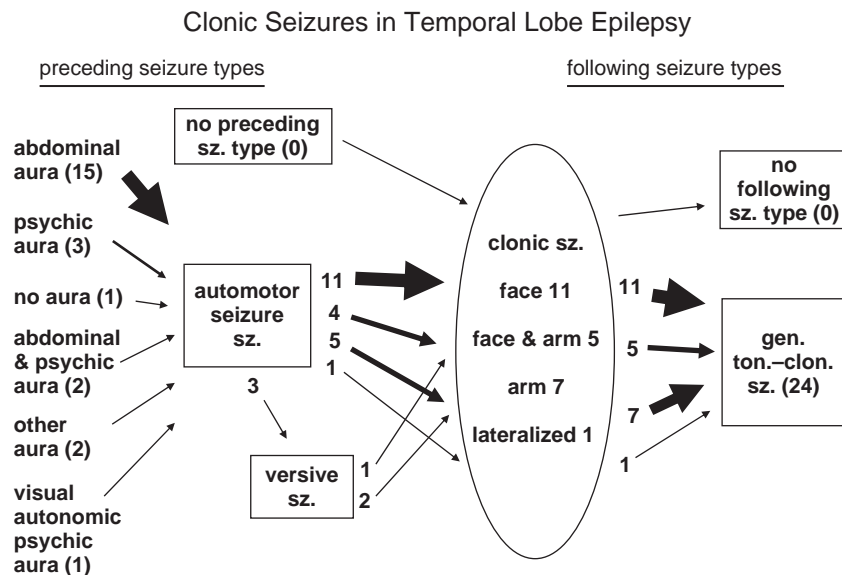 Clonic Seizures in Temporal Lobe Epilepsy
preceding seizure types
following seizure types
abdominal
aura (15)
psychic
aura (3)
no aura (1)
abdominal
& psychic
aura (2)
other
aura (2)
visual
autonomic
psychic
aura (1)
no preceding
sz. type (0)
automotor
seizure
sz.
11
4
5
1
3
versive
sz.
1
2
clonic sz.
face 11
face & arm 5
arm 7
lateralized 1
11
5
7
1
no
following
sz. type (0)
gen.
ton.–clon.
sz. (24)